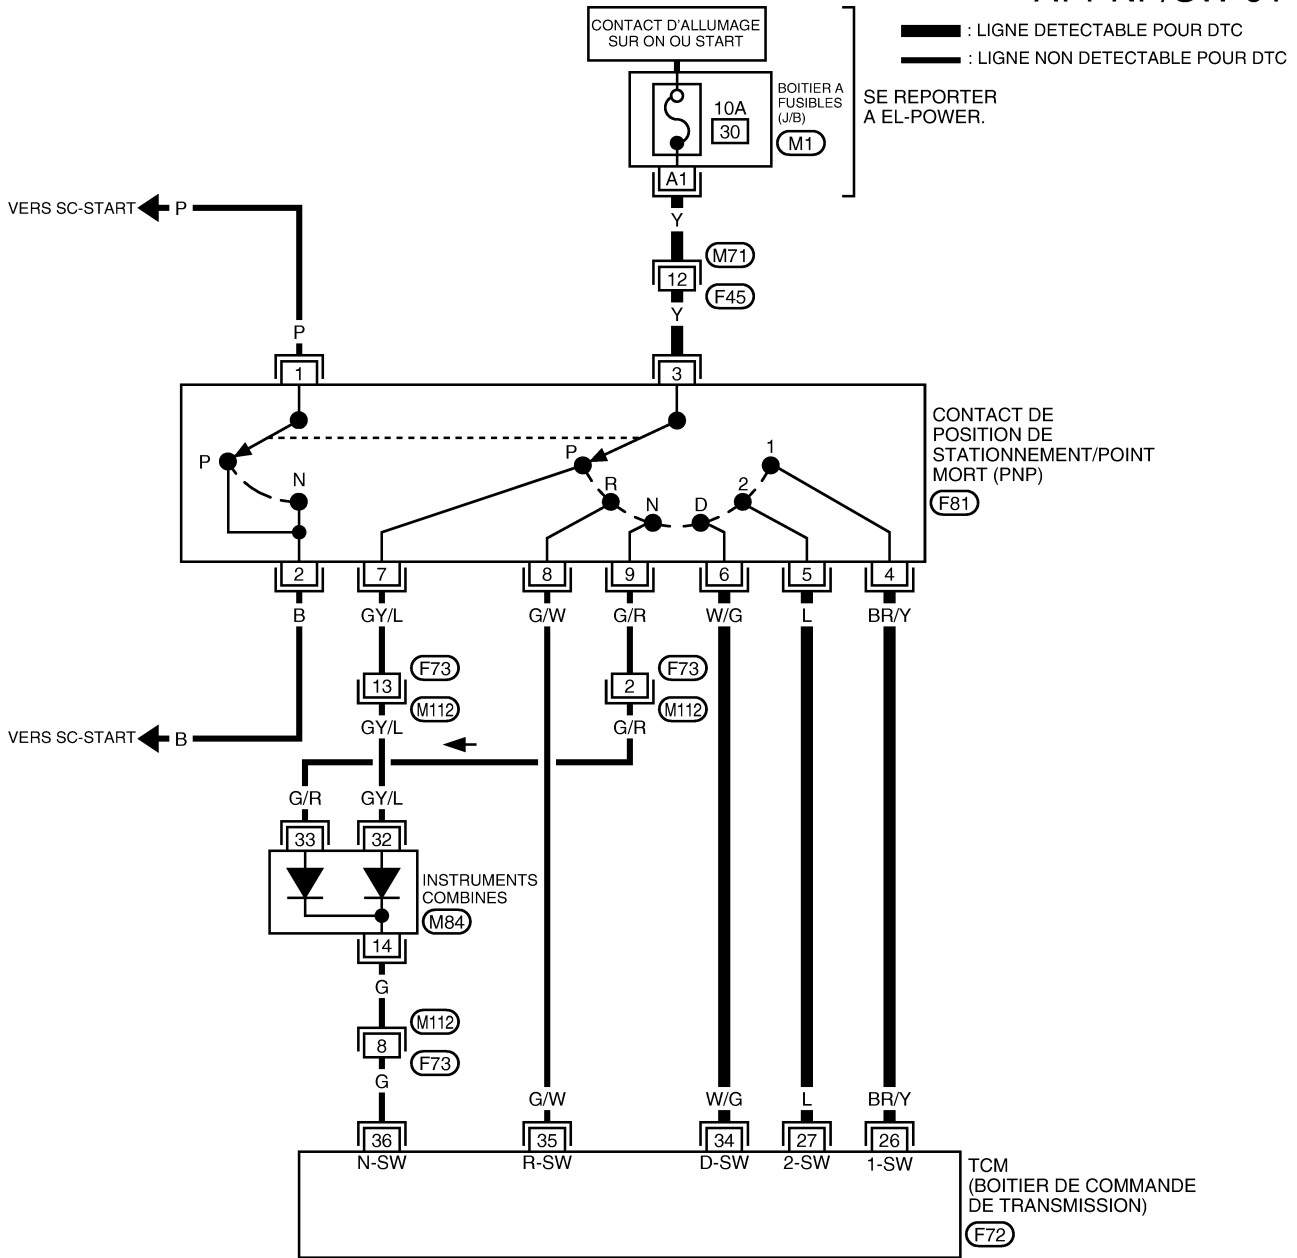 CONTACT D'ALLUMAGE
SUR ON OU START
: LIGNE DETECTABLE POUR DTC
: LIGNE NON DETECTABLE POUR DTC
10A
30
BOITIER A
FUSIBLES
(J/B)
M1
SE REPORTER
A EL-POWER.
A1
VERS SC-START
P
Y
M71
12
F45
P
Y
1
3
P
N
P
R
N
D
2
1
CONTACT DE
POSITION DE
STATIONNEMENT/POINT
MORT (PNP)
F81
2
7
8
9
6
5
4
B
GY/L
G/W
G/R
W/G
L
BR/Y
13
F73
M112
2
F73
M112
GY/L
G/R
VERS SC-START
B
G/R
GY/L
33
32
INSTRUMENTS
COMBINES
M84
14
G
8
M112
F73
G
G/W
W/G
L
BR/Y
36
35
34
27
26
N-SW
R-SW
D-SW
2-SW
1-SW
TCM
(BOITIER DE COMMANDE
DE TRANSMISSION)
F72